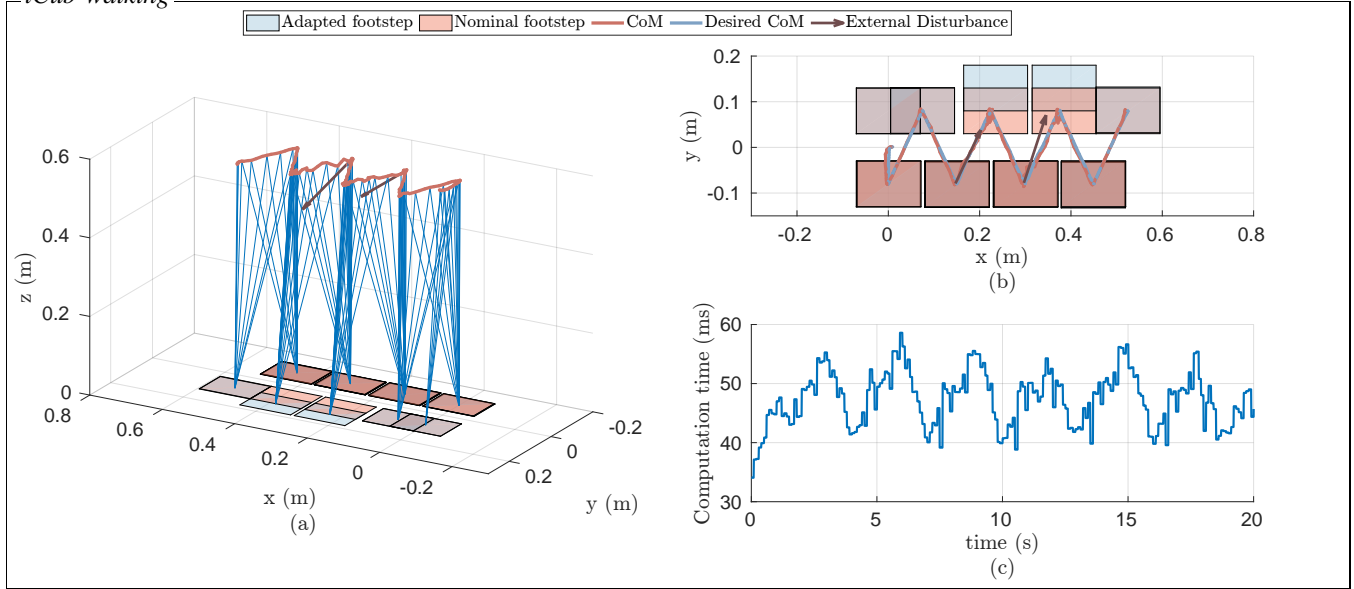 iCub Walking
Adapted footstep Nominal footstep CoM Desired CoM External Disturbance
0.6
0.4
0.2
0
z (m)
0.8
0.6
0.4
0.2
0
-0.2
x (m)
0.2
0
-0.2
y (m)
(a)
0.2
0.1
0
-0.1
y (m)
-0.2 0 0.2 0.4 0.6 0.8
x (m)
(b)
60
50
40
30
Computation time (ms)
0 5 10 15 20
time (s)
(c)